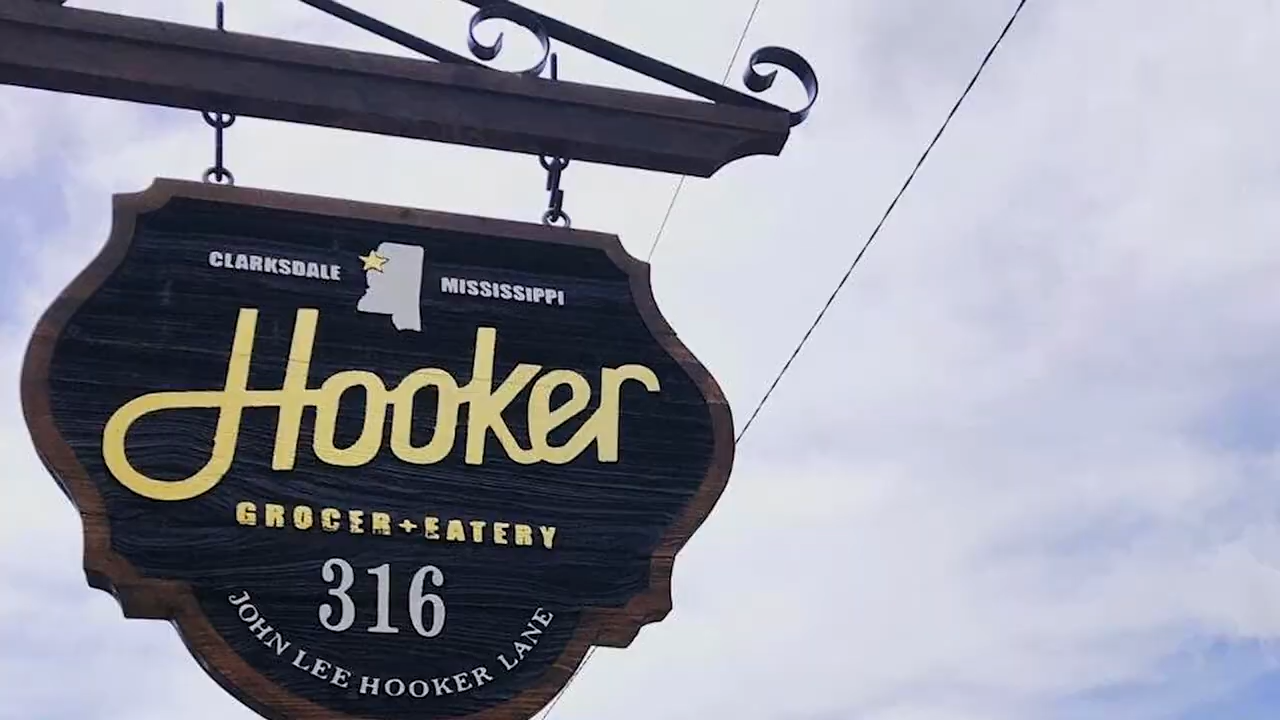 CLARKSDALE MISSISSIPPI
Hooker
GROCER+EATERY
316
JOHN LEE HOOKER LANE